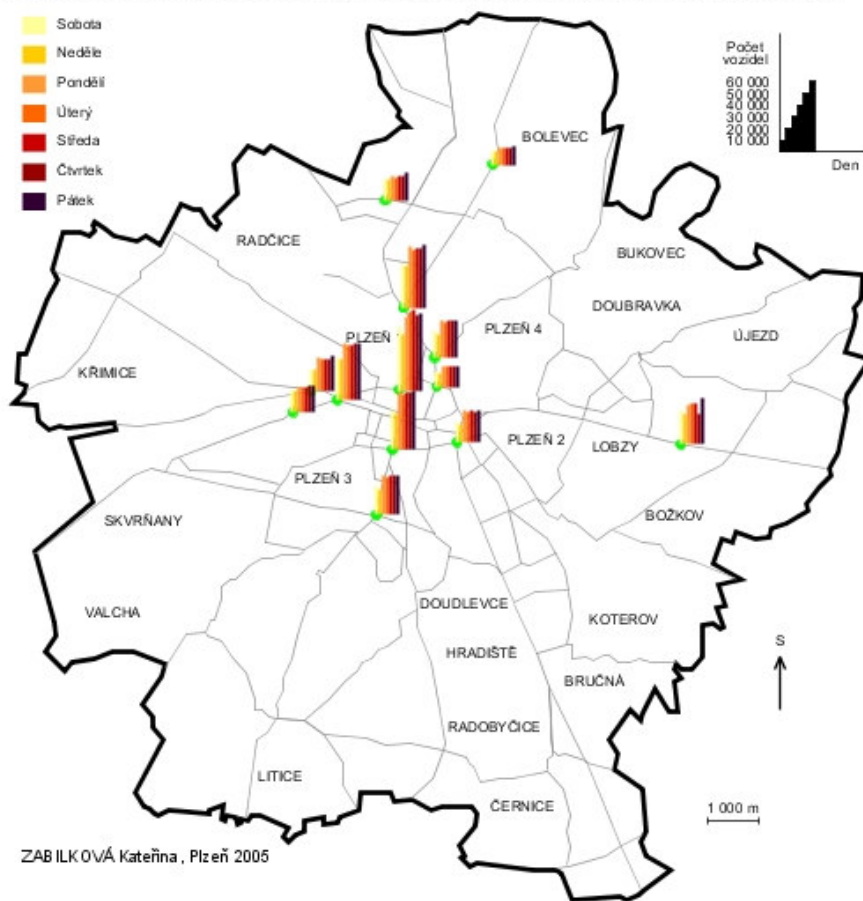 Sobota
Neděle
Pondělí
Úterý
Středa
Čtvrtek
Pátek
Počet
vozidel
60 000
50 000
40 000
30 000
20 000
10 000
Den
BOLEVEC
RADČICE
BUKOVEC
DOUBRAVKA
PLZEŇ
PLZEŇ 4
ÚJEZD
KŘIMICE
PLZEŇ 2
LOBZY
PLZEŇ 3
SKVRŇANY
BOŽKOV
VALCHA
DOUDLEVCE
KOTEROV
HRADIŠTĚ
S
BRUČNÁ
RADOBYČICE
LITICE
ČERNICE
1 000 m
ZABILKOVÁ Kateřina, Plzeň 2005